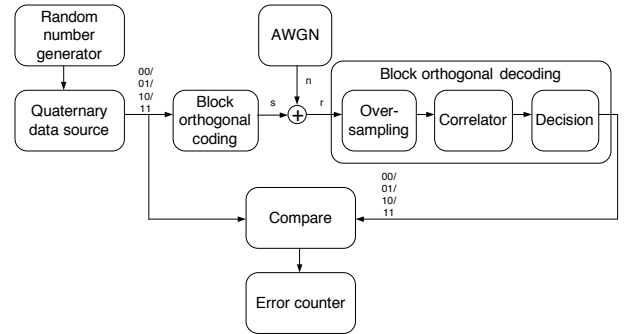 Random
number
generator
AWGN
Block orthogonal decoding
00/
01/
10/
11
n
Quaternary
data source
Block
orthogonal
coding
s
+
r
Over-
sampling
Correlator
Decision
00/
01/
10/
11
Compare
Error counter